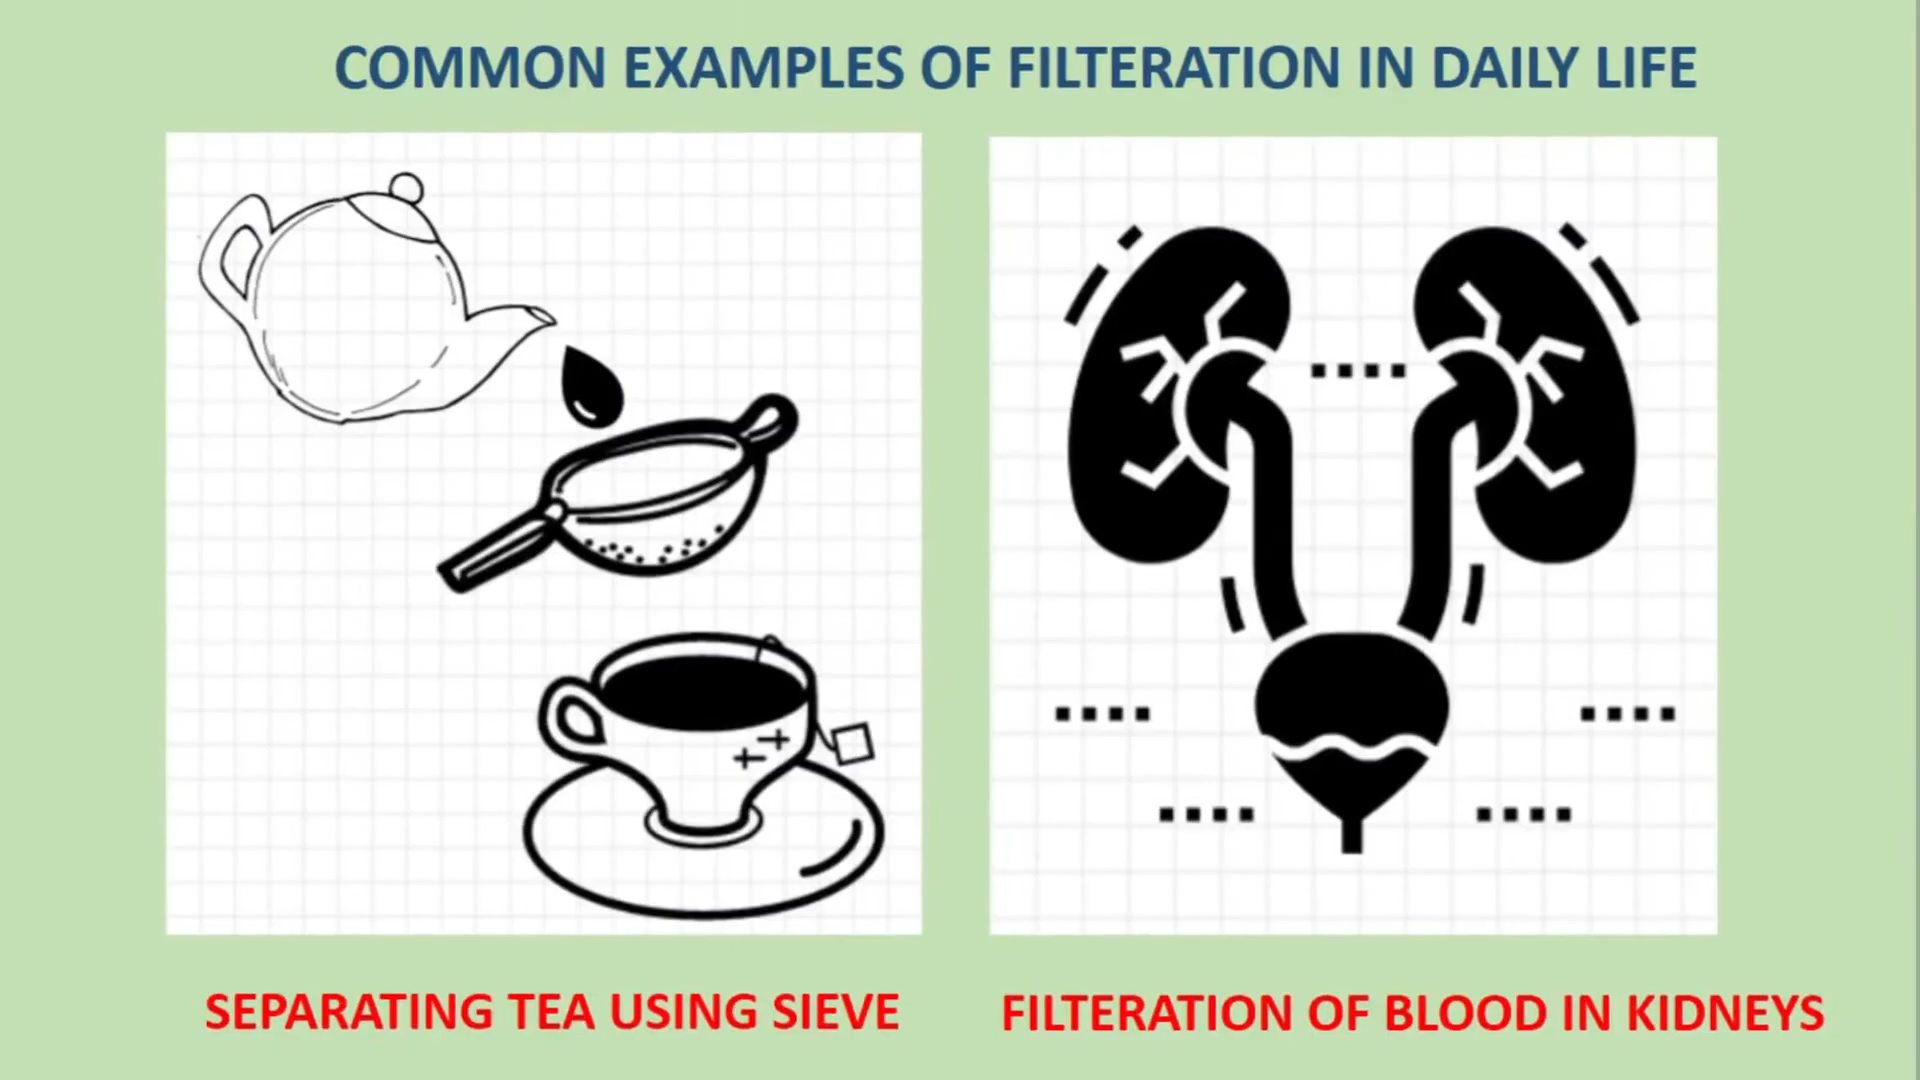 COMMON EXAMPLES OF FILTERATION IN DAILY LIFE
SEPARATING TEA USING SIEVE
FILTERATION OF BLOOD IN KIDNEYS